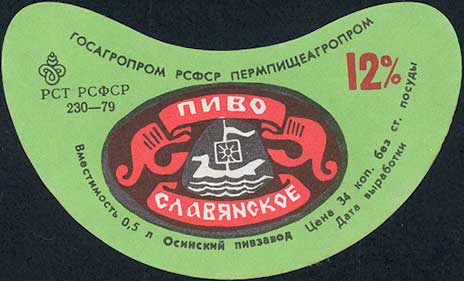 ГОСАГРОПРОМ РСФСР ПЕРМПИЩЕАГРОПРОМ
РСТ РСФСР
230—79
12%
ПИВО
СЛАВЯНСКОЕ
Вместимость 0,5 л Осинский пивзавод Цена 34 коп. без ст. посуды
Дата выработки